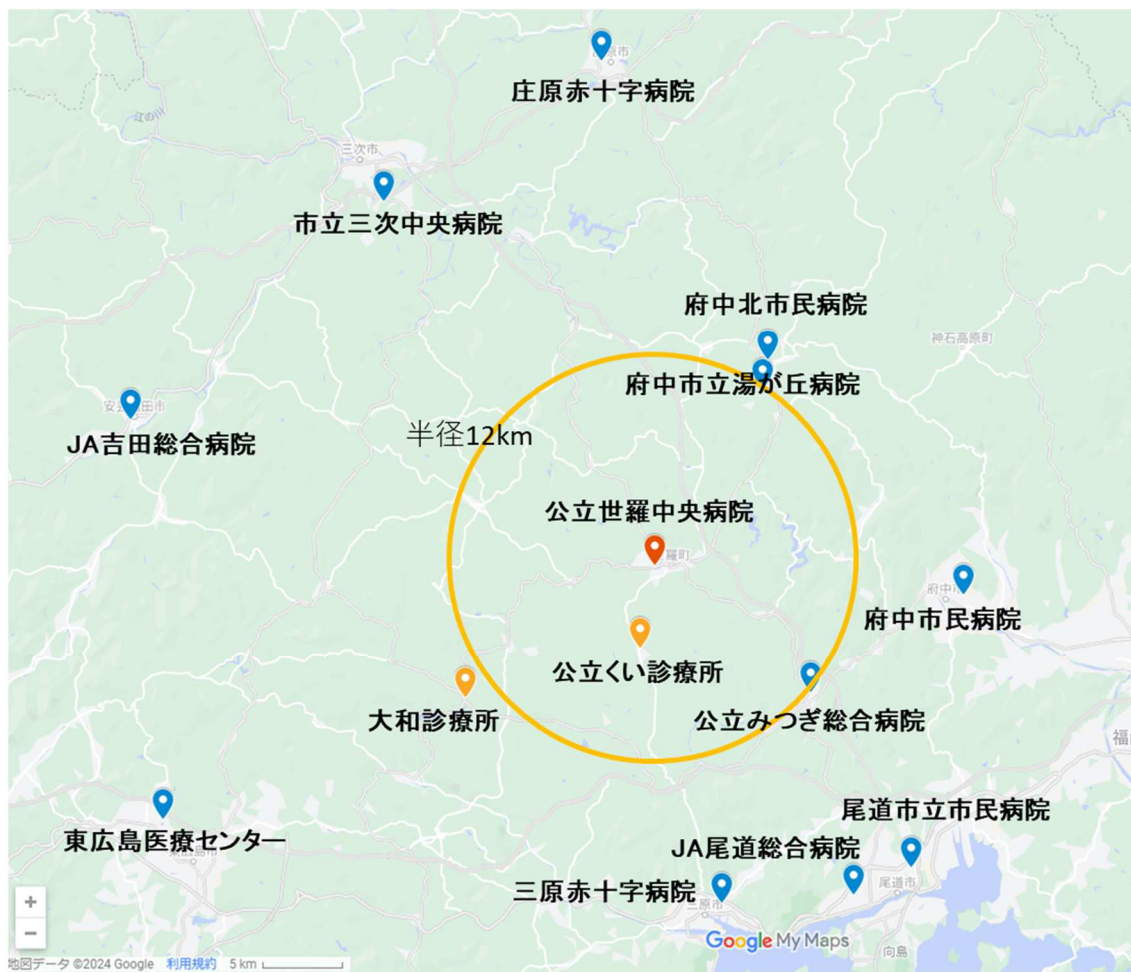 庄原赤十字病院
江の川
三次市
市立三次中央病院
府中北市民病院
神石高原町
府中市立湯が丘病院
JA吉田総合病院
半径12km
公立世羅中央病院
府中市民病院
公立くい診療所
大和診療所
公立みつぎ総合病院
東広島医療センター
尾道市立市民病院
JA尾道総合病院
三原赤十字病院
尾道市
向島
Google My Maps
+
−
地図データ ©2024 Google 利用規約 5 km